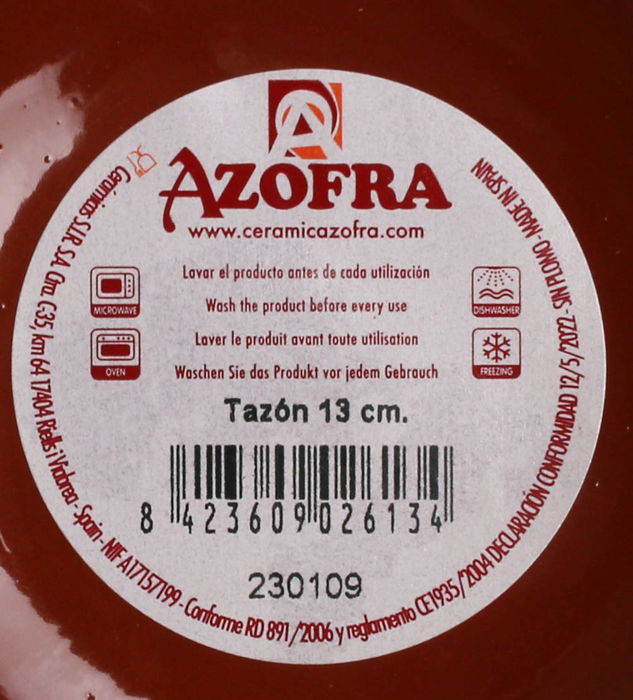 AZOFRA
www.ceramicazofra.com
Lavar el producto antes de cada utilización
Wash the product before every use
Laver le produit avant toute utilisation
Waschen Sie das Produkt vor jedem Gebrauch
MICROWAVE
OVEN
DISHWASHER
FREEZING
Tazón 13 cm.
8 423609 026134
230109
Cerámicas S.I.R. S.A. Ctra. C-35, km 64 17404 Riells i Viabrea - Spain - NIF A17157199 - Conforme RD 891/2006 y reglamento CE1935/2004 DECLARACIÓN CONFORMIDAD 12/5/2022 - SIN PLOMO - MADE IN SPAIN